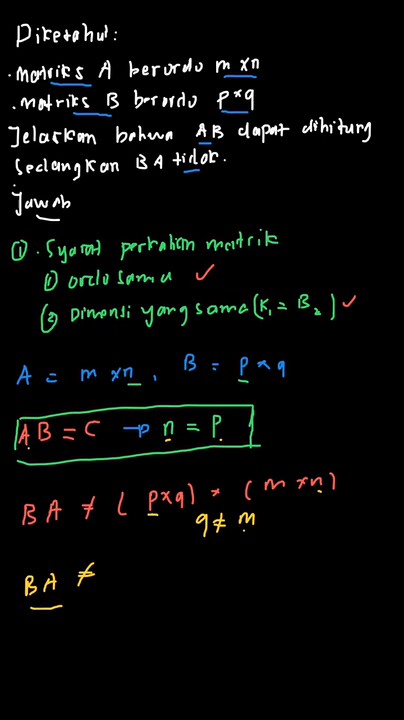 Diketahui:
. matriks A berordo m x n
. matriks B berordo p x q
Jelaskan bahwa AB dapat dihitung
Sedangkan BA tidak.
Jawab
① . Syarat perkalian matrik
① ordo sama ✓
② Dimensi yang sama (K₁ = B₂) ✓
A = m x n , B = p x q
AB = C → n = P
BA ≠ ( p x q) × ( m x n)
q ≠ m
BA ≠